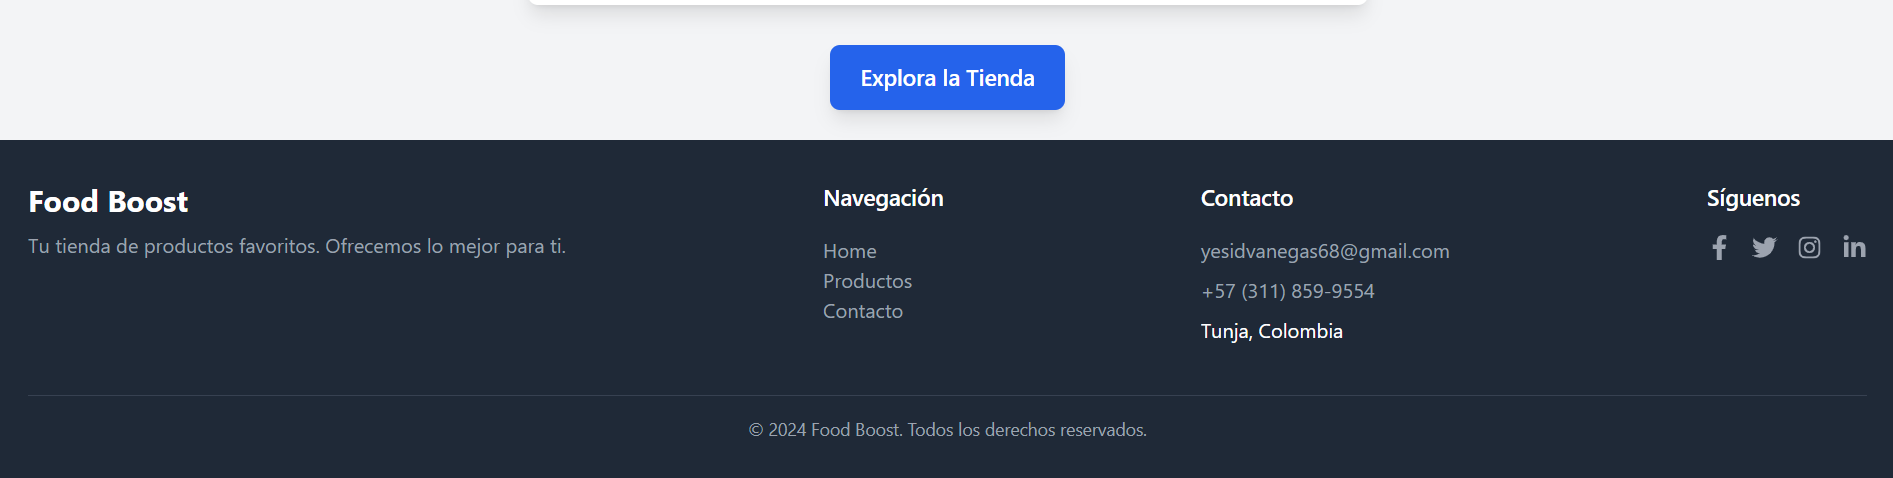 Explora la Tienda
Food Boost
Tu tienda de productos favoritos. Ofrecemos lo mejor para ti.
Navegación
Home
Productos
Contacto
Contacto
yesidvanegas68@gmail.com
+57 (311) 859-9554
Tunja, Colombia
Síguenos
© 2024 Food Boost. Todos los derechos reservados.